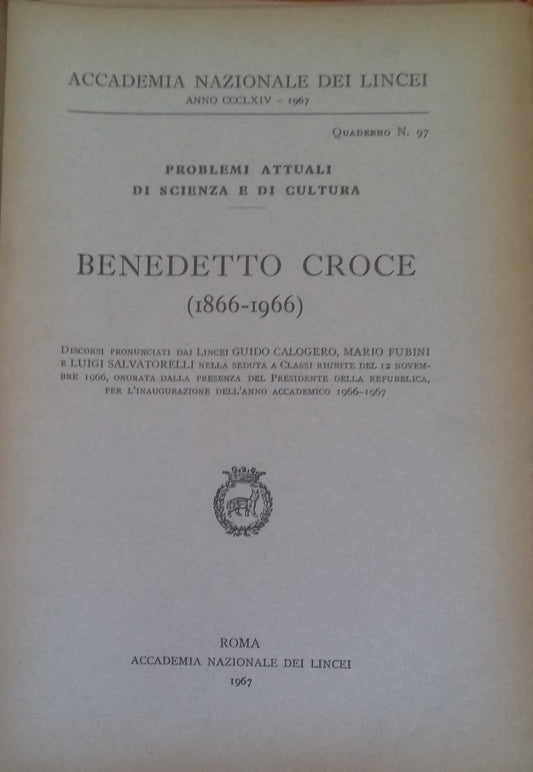 ACCADEMIA NAZIONALE DEI LINCEI
ANNO CCCLXIV - 1967
QUADERNO N. 97
PROBLEMI ATTUALI
DI SCIENZA E DI CULTURA
BENEDETTO CROCE
(1866-1966)
DISCORSI PRONUNCIATI DAI LINCEI GUIDO CALOGERO, MARIO FUBINI
E LUIGI SALVATORELLI NELLA SEDUTA A CLASSI RIUNITE DEL 12 NOVEM-
BRE 1966, ONORATA DALLA PRESENZA DEL PRESIDENTE DELLA REPUBBLICA,
PER L'INAUGURAZIONE DELL'ANNO ACCADEMICO 1966-1967
ROMA
ACCADEMIA NAZIONALE DEI LINCEI
1967